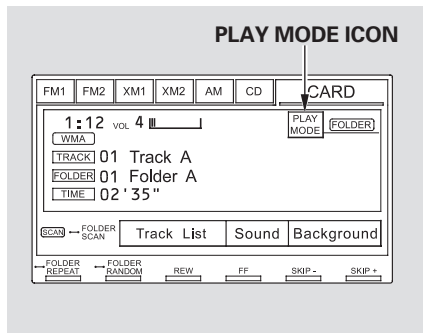 PLAY MODE ICON
FM1 FM2 XM1 XM2 AM CD CARD
1:12 VOL 4 PLAY MODE FOLDER
WMA
TRACK 01 Track A
FOLDER 01 Folder A
TIME 02'35"
SCAN FOLDER SCAN Track List Sound Background
FOLDER REPEAT FOLDER RANDOM REW FF SKIP - SKIP +